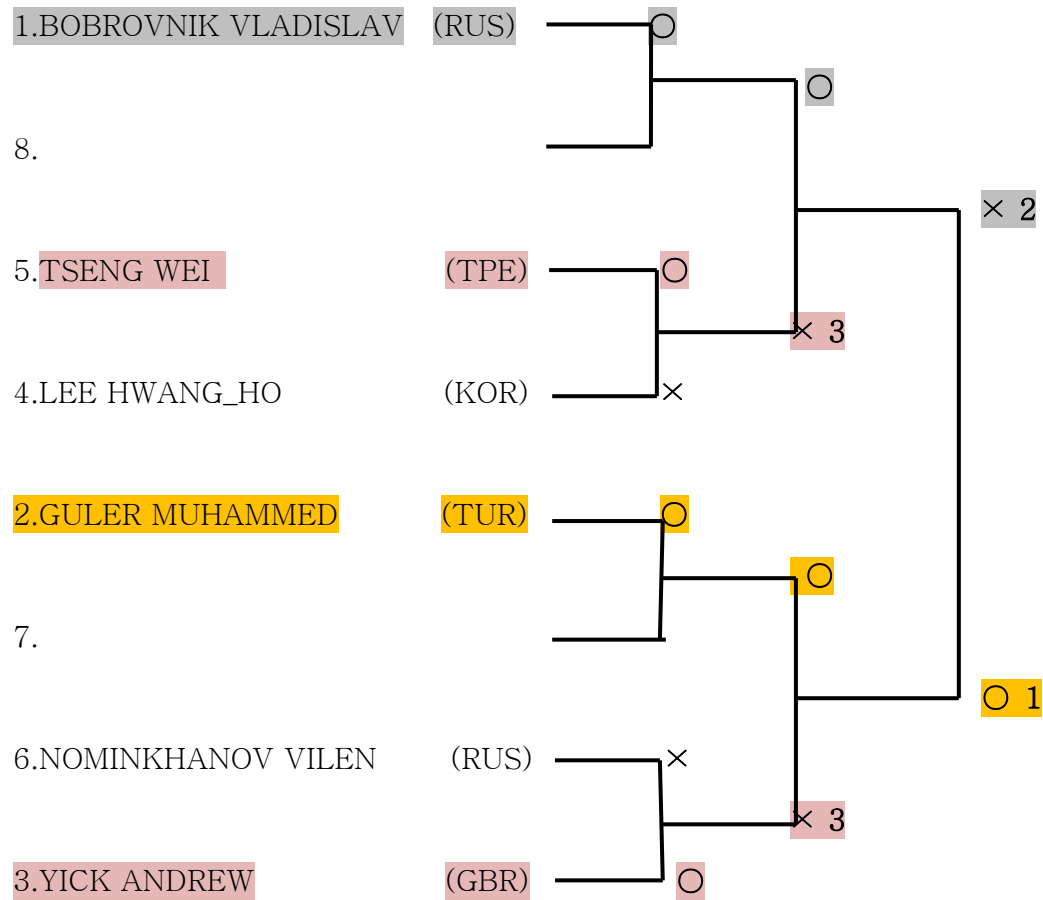 1.BOBROVNIK VLADISLAV (RUS) ○
○
8.
× 2
5.TSENG WEI (TPE) ○
× 3
4.LEE HWANG_HO (KOR) ×
2.GULER MUHAMMED (TUR) ○
○
7.
○ 1
6.NOMINKHANOV VILEN (RUS) ×
× 3
3.YICK ANDREW (GBR) ○